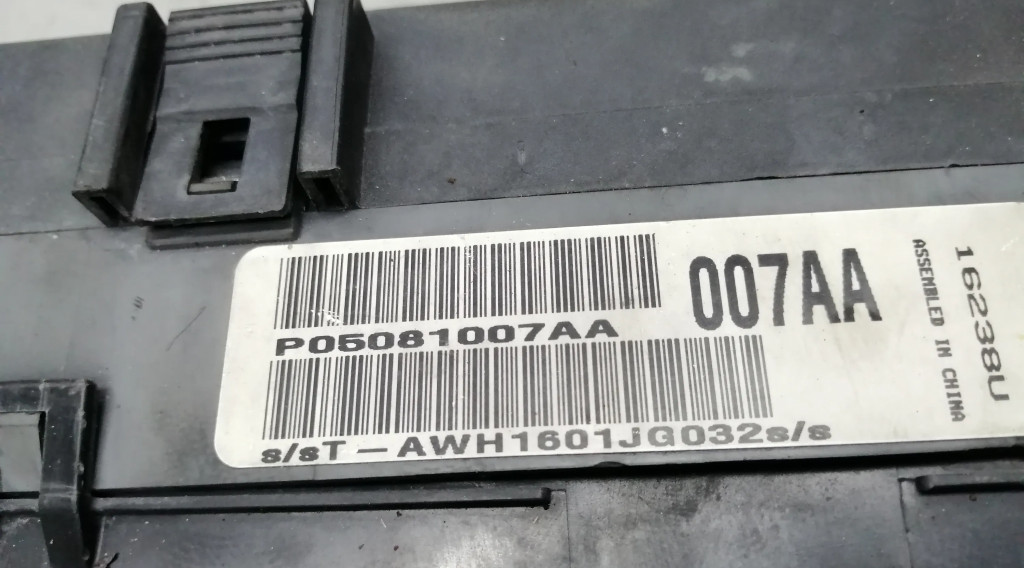 P05081007AA
007AA
s/sT-AWH1601JG032s/s
ASSEMBLED IN CHINA
16238U